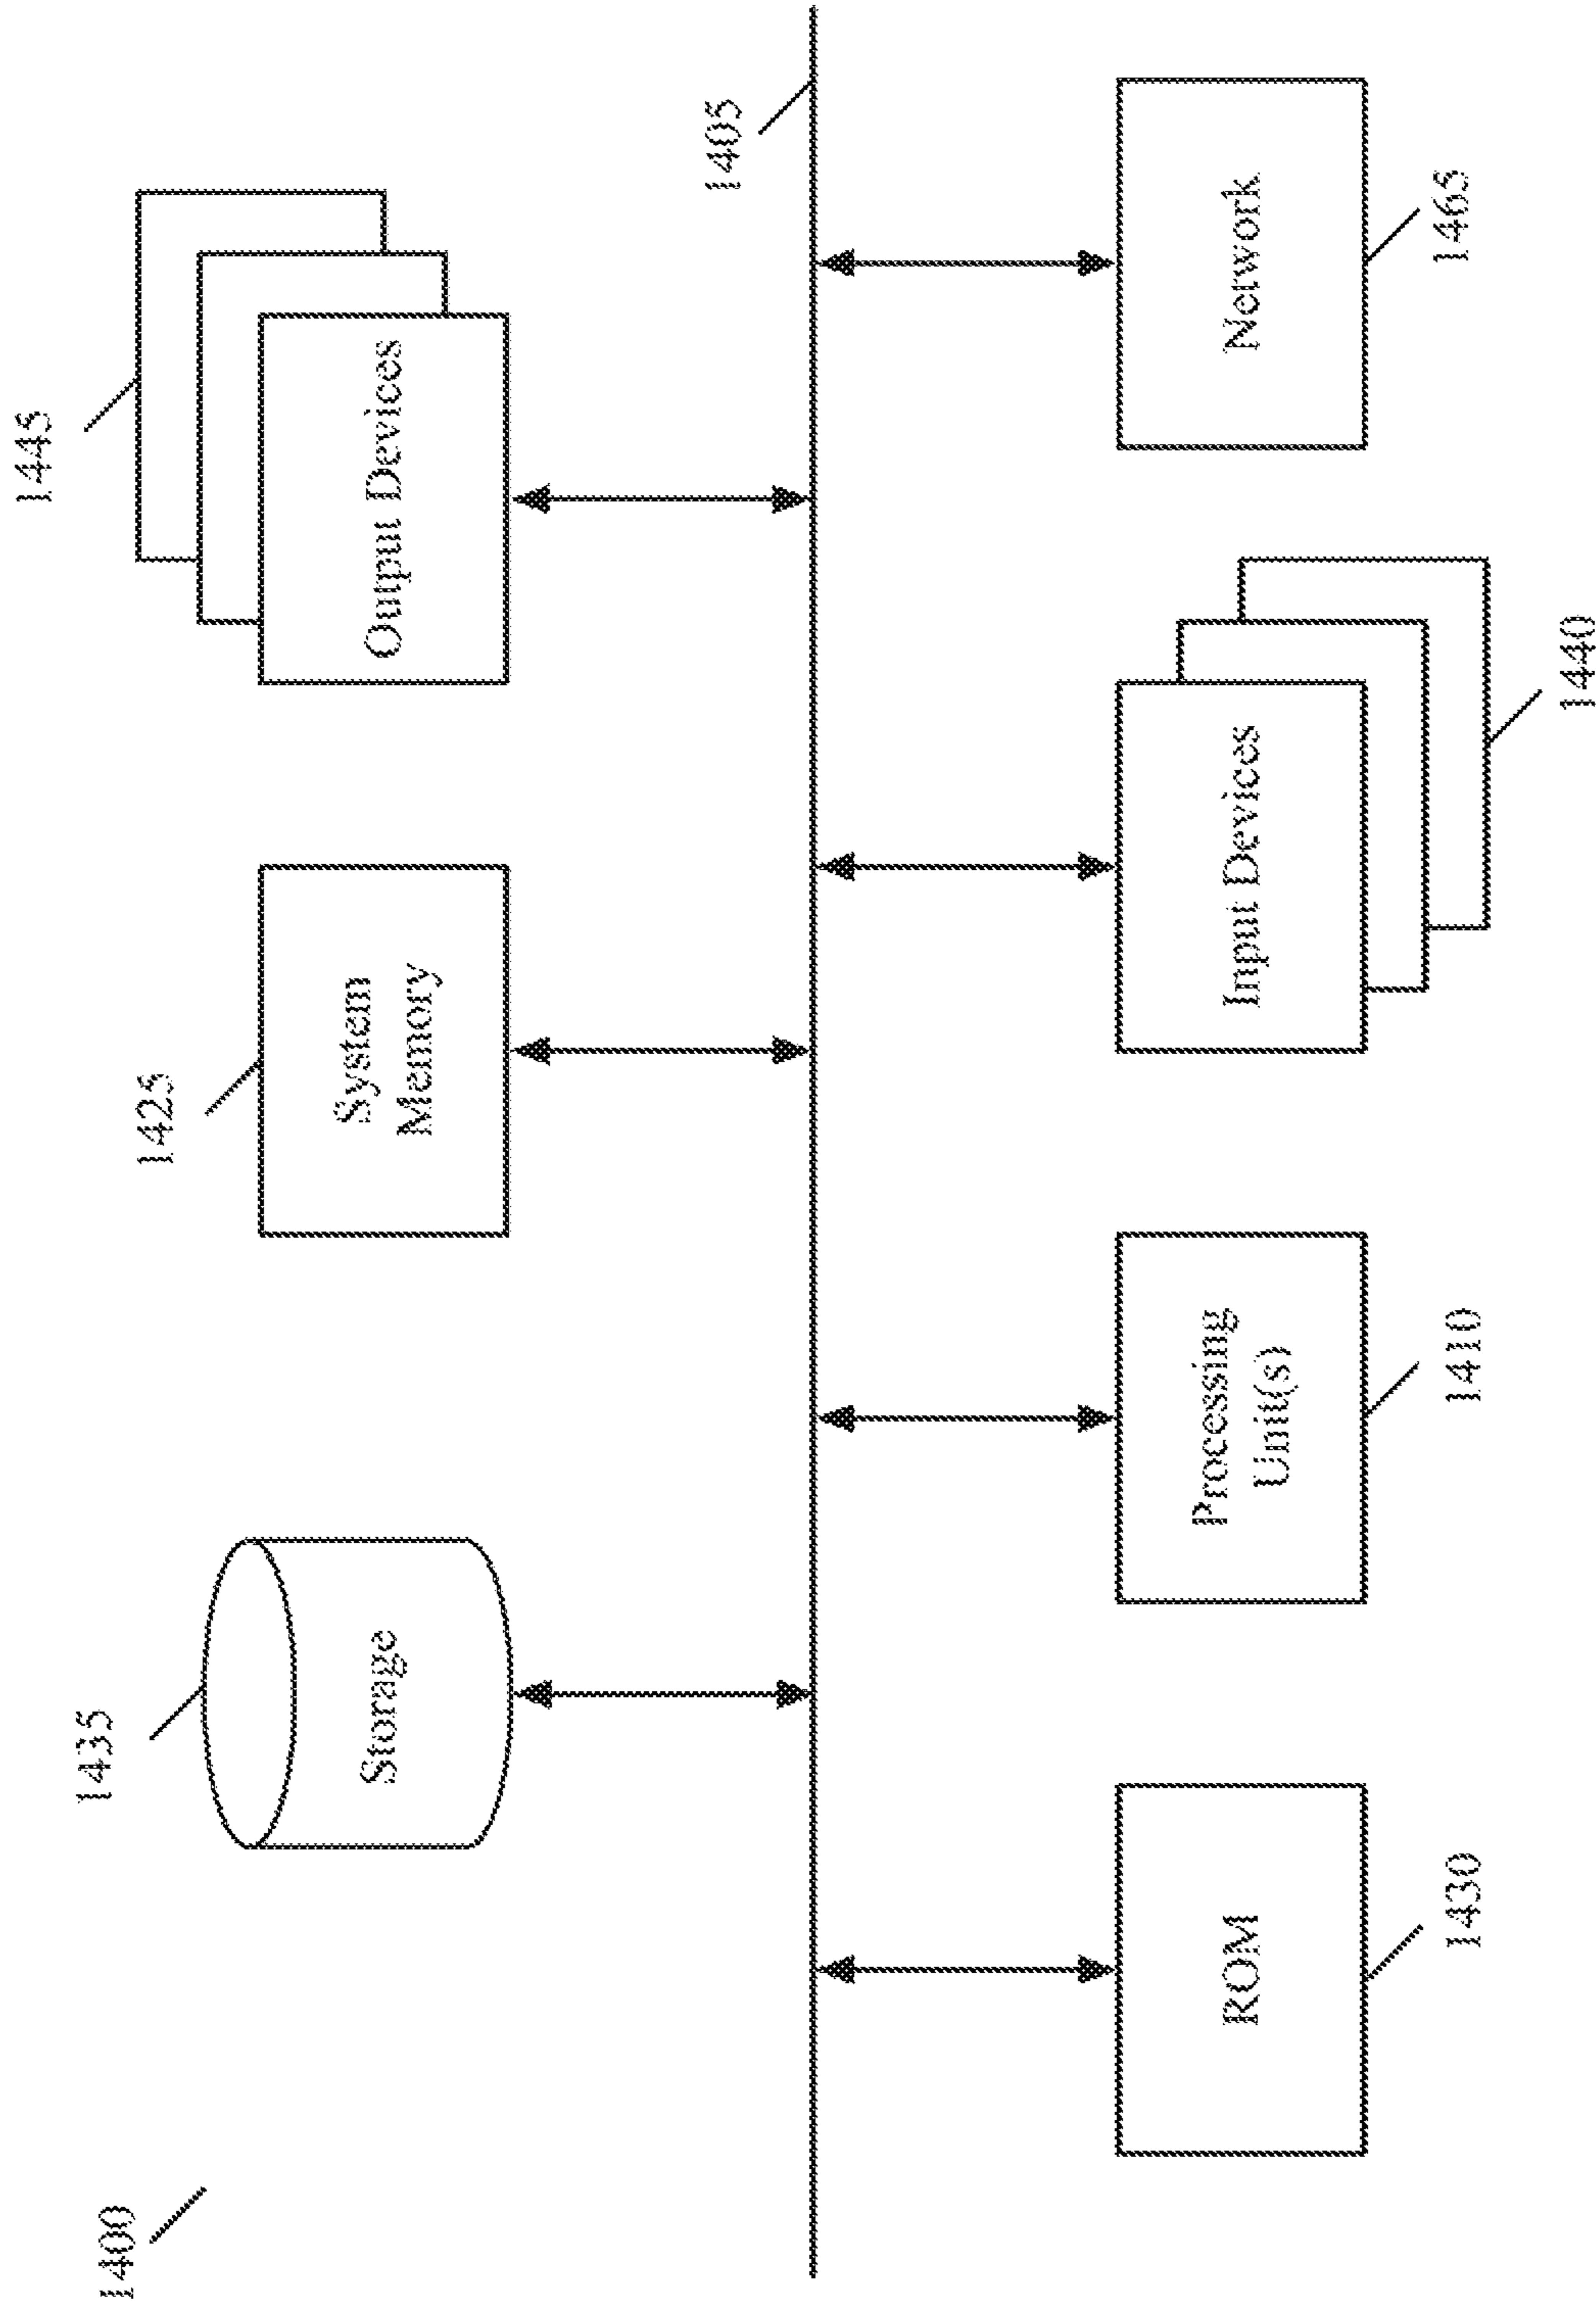 1400
1435
Storage
1425
System
Memory
1445
Output Devices
1405
ROM
1430
Processing
Unit(s)
1410
Input Devices
1440
Network
1465